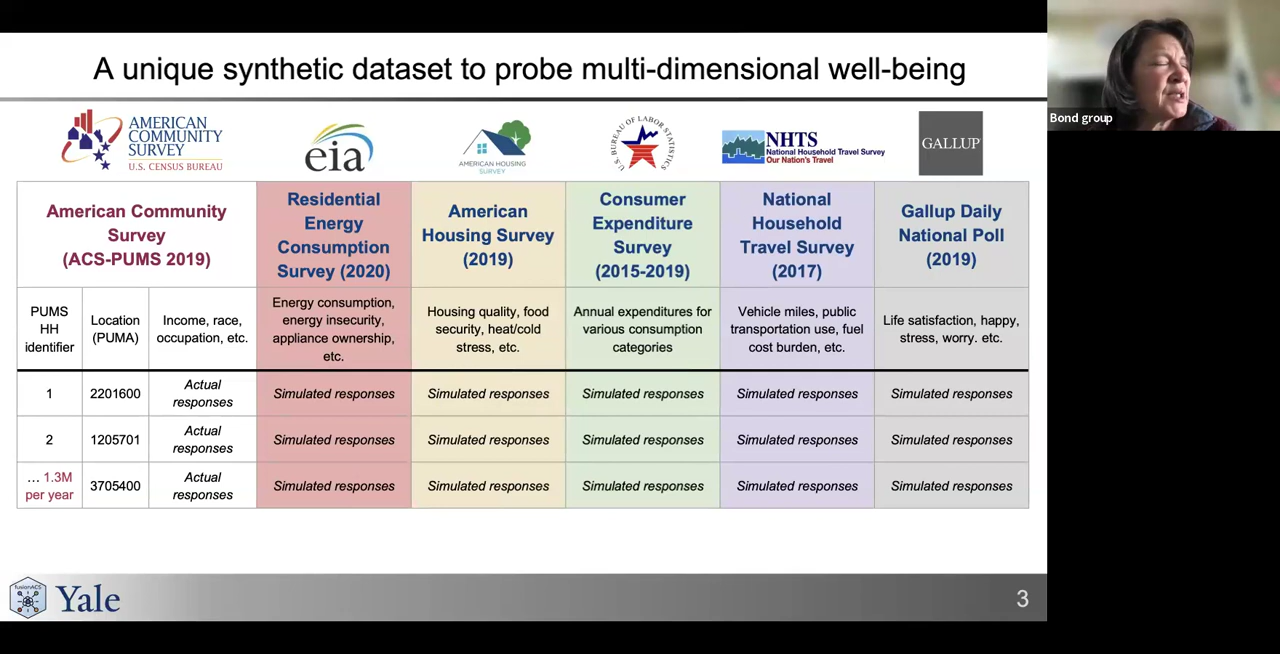 A unique synthetic dataset to probe multi-dimensional well-being
Bond group
AMERICAN
COMMUNITY
SURVEY
U.S. CENSUS BUREAU
eia
AMERICAN HOUSING
SURVEY
U.S. BUREAU OF LABOR STATISTICS
NHTS
National Household Travel Survey
Our Nation's Travel
GALLUP
American Community
Survey
(ACS-PUMS 2019)
Residential
Energy
Consumption
Survey (2020)
American
Housing Survey
(2019)
Consumer
Expenditure
Survey
(2015-2019)
National
Household
Travel Survey
(2017)
Gallup Daily
National Poll
(2019)
PUMS
HH
identifier
Location
(PUMA)
Income, race,
occupation, etc.
Energy consumption,
energy insecurity,
appliance ownership,
etc.
Housing quality, food
security, heat/cold
stress, etc.
Annual expenditures for
various consumption
categories
Vehicle miles, public
transportation use, fuel
cost burden, etc.
Life satisfaction, happy,
stress, worry. etc.
1
2201600
Actual
responses
Simulated responses
Simulated responses
Simulated responses
Simulated responses
Simulated responses
2
1205701
Actual
responses
Simulated responses
Simulated responses
Simulated responses
Simulated responses
Simulated responses
... 1.3M
per year
3705400
Actual
responses
Simulated responses
Simulated responses
Simulated responses
Simulated responses
Simulated responses
fusionACS
Yale
3